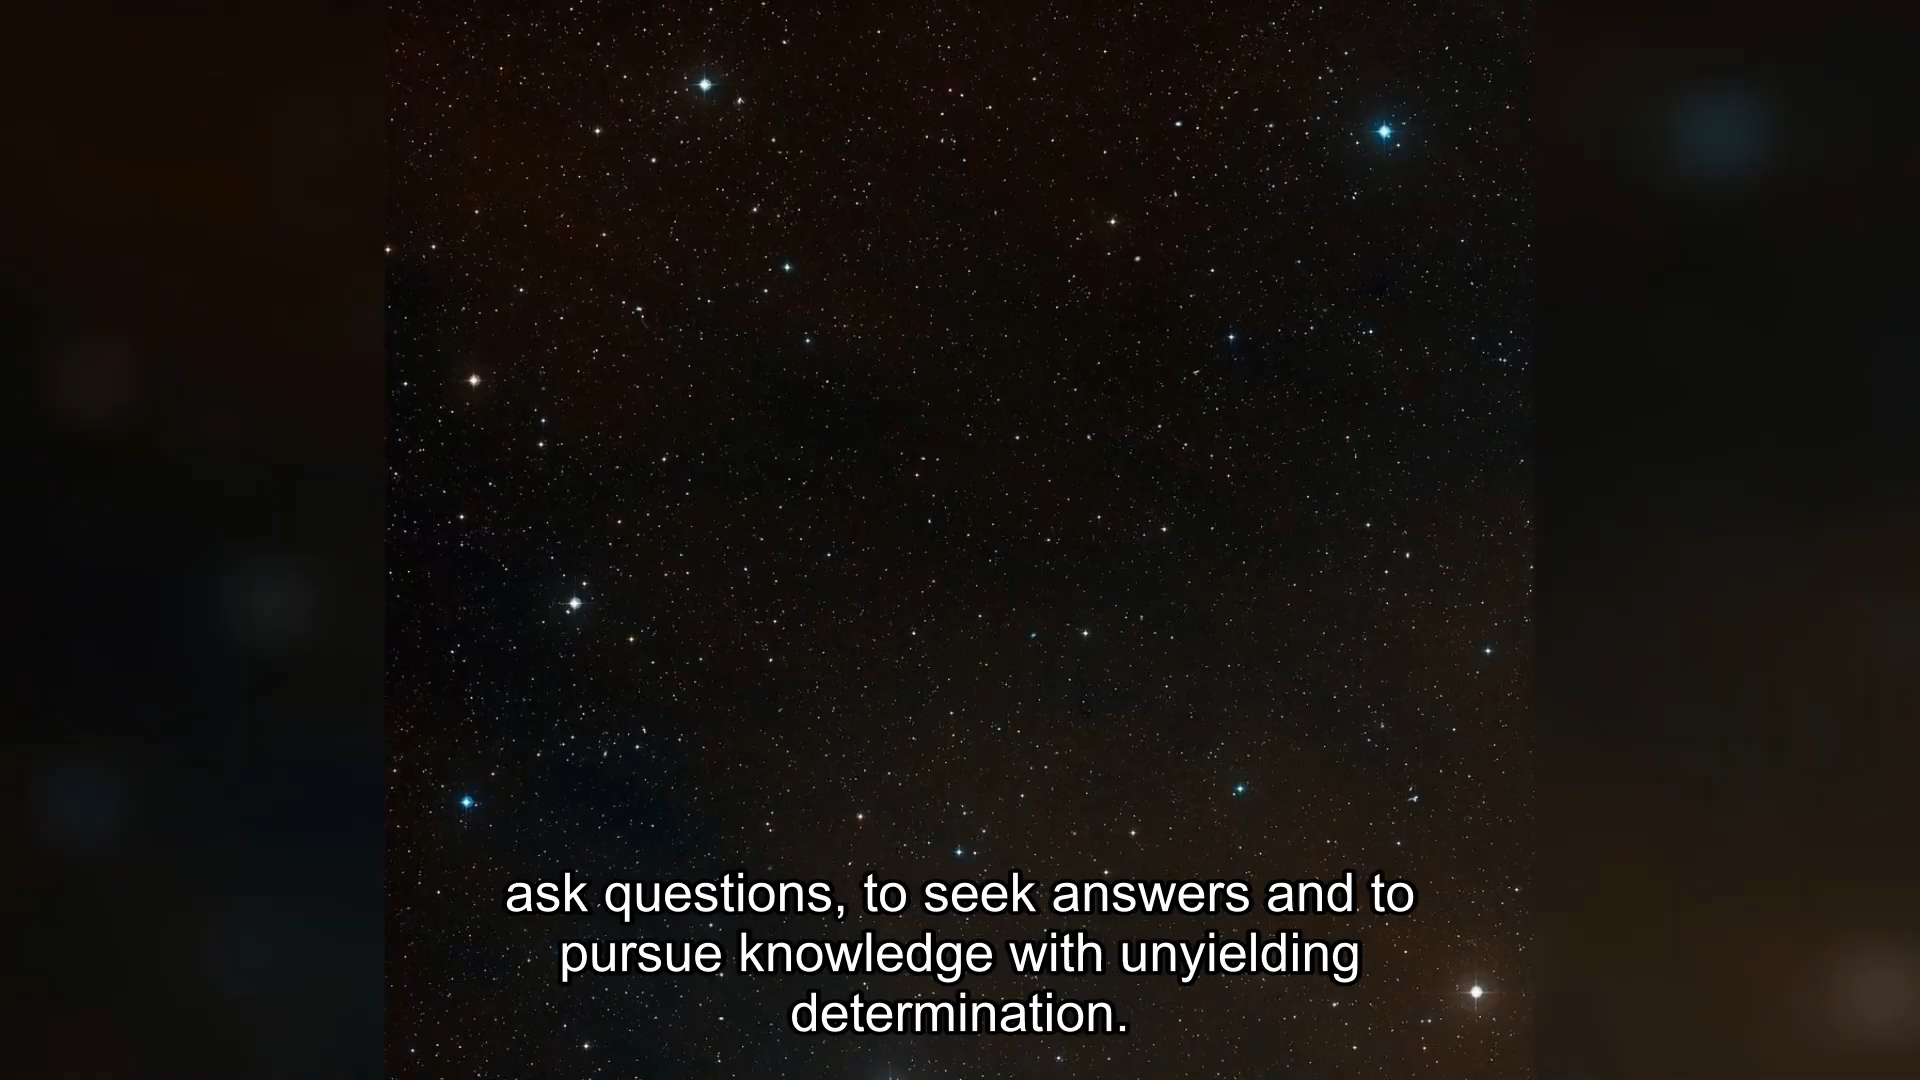 ask questions, to seek answers and to
pursue knowledge with unyielding
determination.